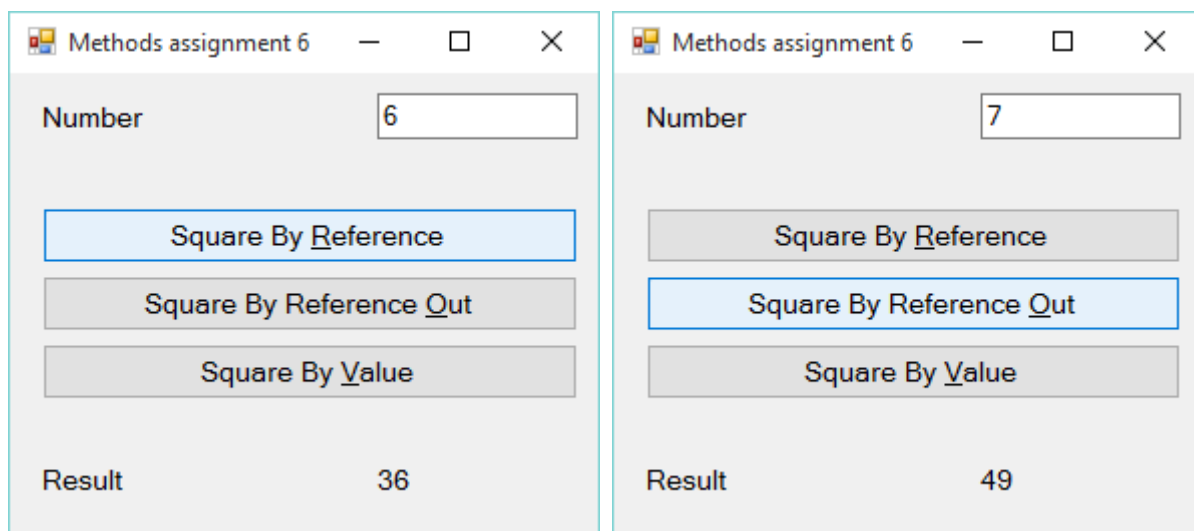 Methods assignment 6
Number 6
Square By Reference
Square By Reference Out
Square By Value
Result 36
Methods assignment 6
Number 7
Square By Reference
Square By Reference Out
Square By Value
Result 49